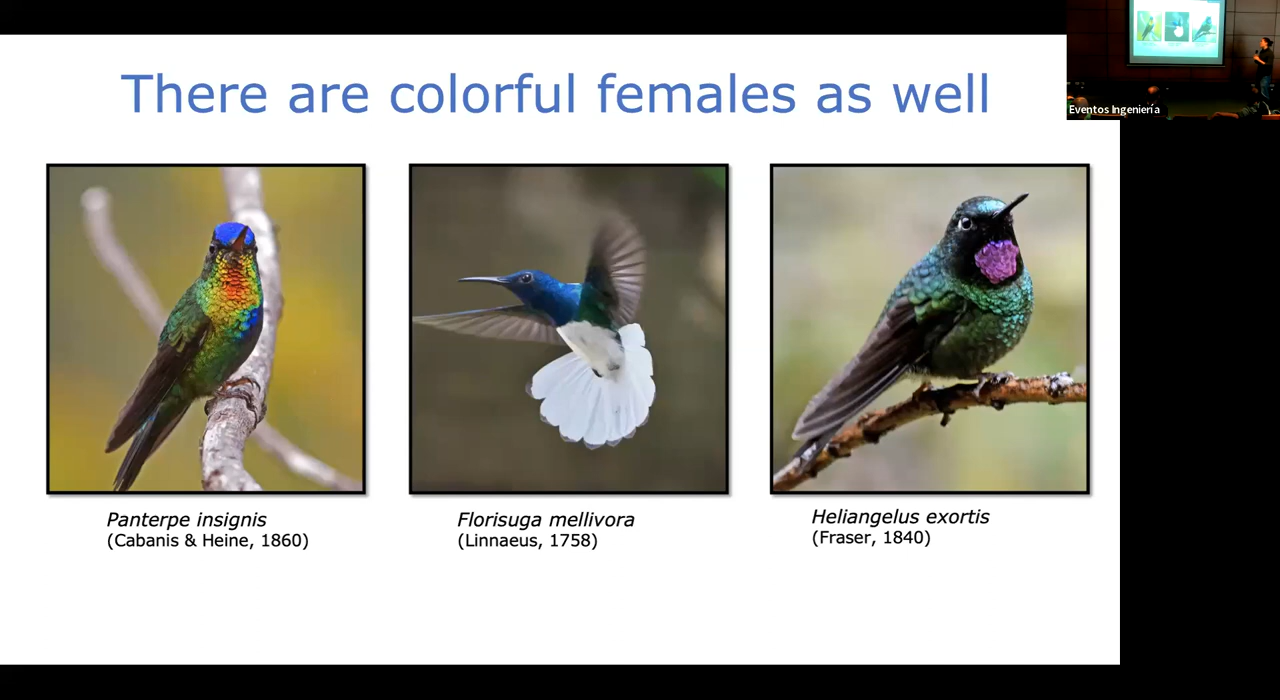 There are colorful females as well
Eventos Ingeniería
Panterpe insignis
(Cabanis & Heine, 1860)
Florisuga mellivora
(Linnaeus, 1758)
Heliangelus exortis
(Fraser, 1840)